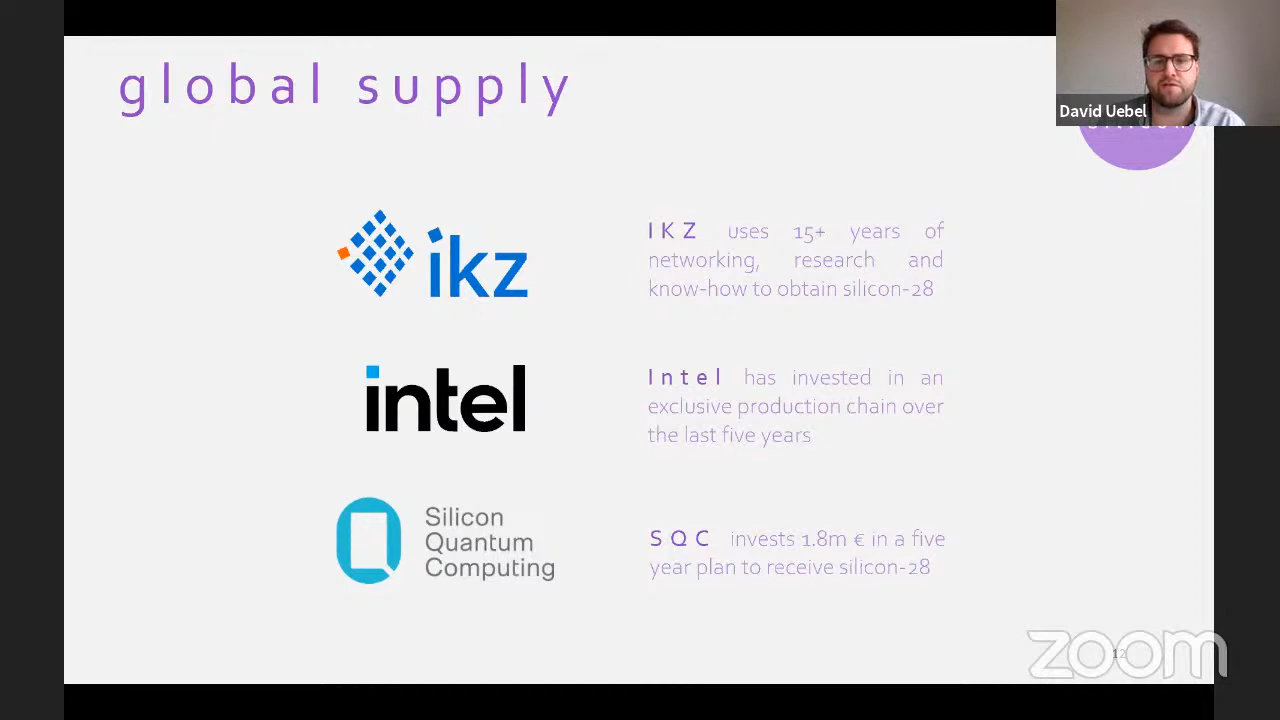 global supply
David Uebel
ikz
IKZ uses 15+ years of
networking, research and
know-how to obtain silicon-28
intel
Intel has invested in an
exclusive production chain over
the last five years
Silicon
Quantum
Computing
SQC invests 1.8m € in a five
year plan to receive silicon-28
zoom
12